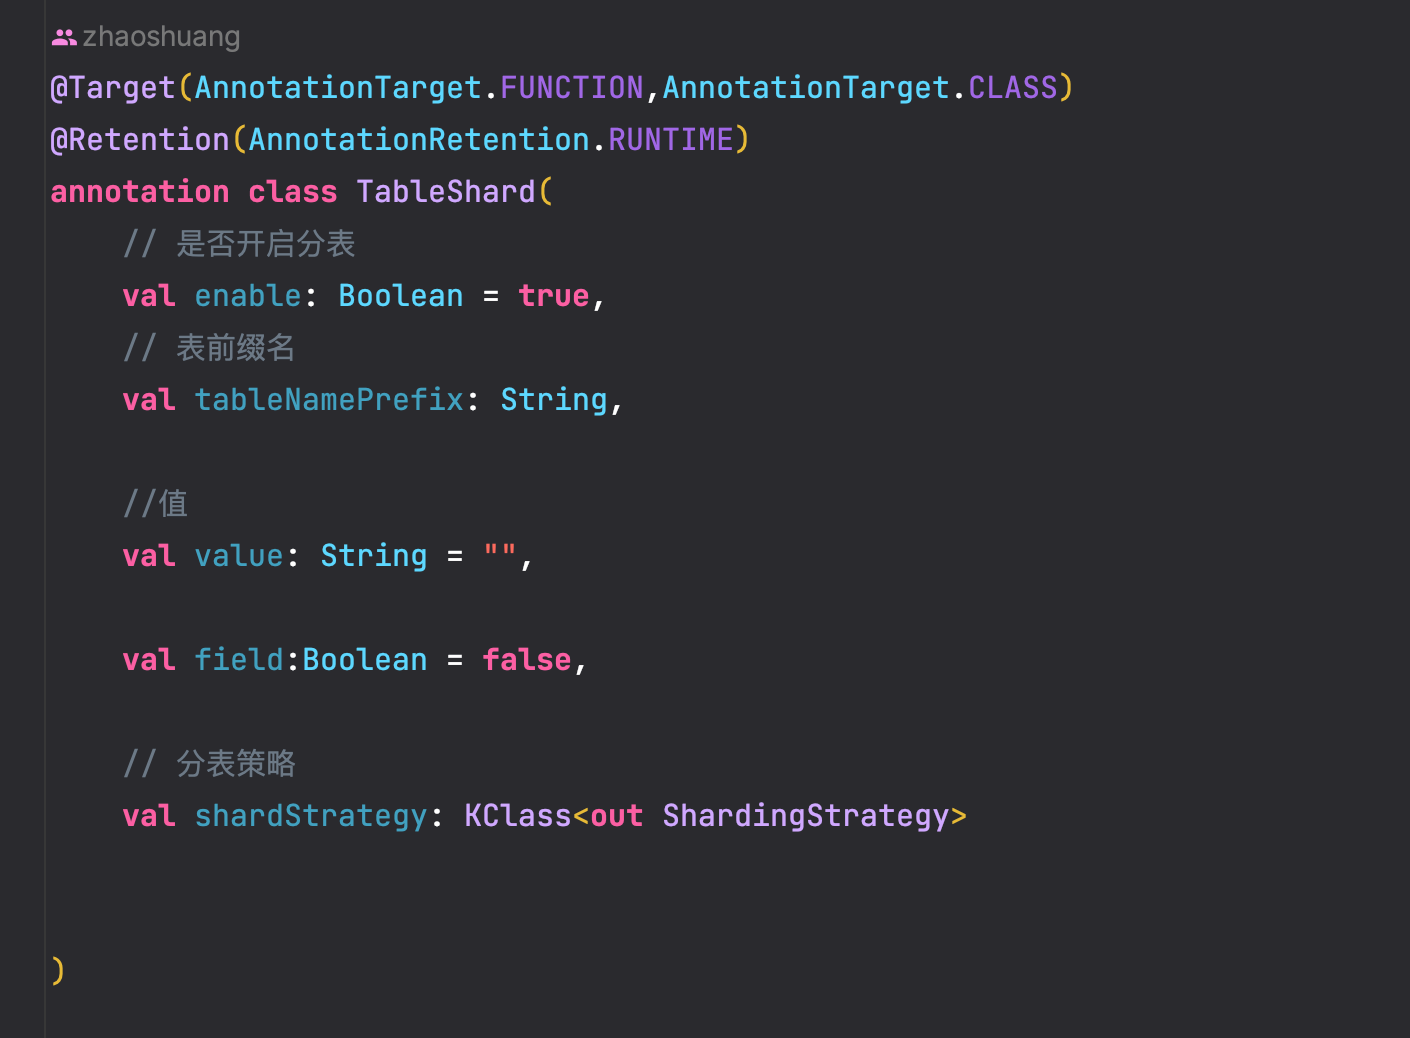 zhaoshuang
@Target(AnnotationTarget.FUNCTION,AnnotationTarget.CLASS)
@Retention(AnnotationRetention.RUNTIME)
annotation class TableShard(
    // 是否开启分表
    val enable: Boolean = true,
    // 表前缀名
    val tableNamePrefix: String,
    //值
    val value: String = "",
    val field:Boolean = false,
    // 分表策略
    val shardStrategy: KClass<out ShardingStrategy>
)